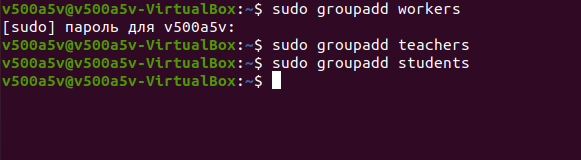 v500a5v@v500a5v-VirtualBox:~$ sudo groupadd workers
[sudo] пароль для v500a5v:
v500a5v@v500a5v-VirtualBox:~$ sudo groupadd teachers
v500a5v@v500a5v-VirtualBox:~$ sudo groupadd students
v500a5v@v500a5v-VirtualBox:~$